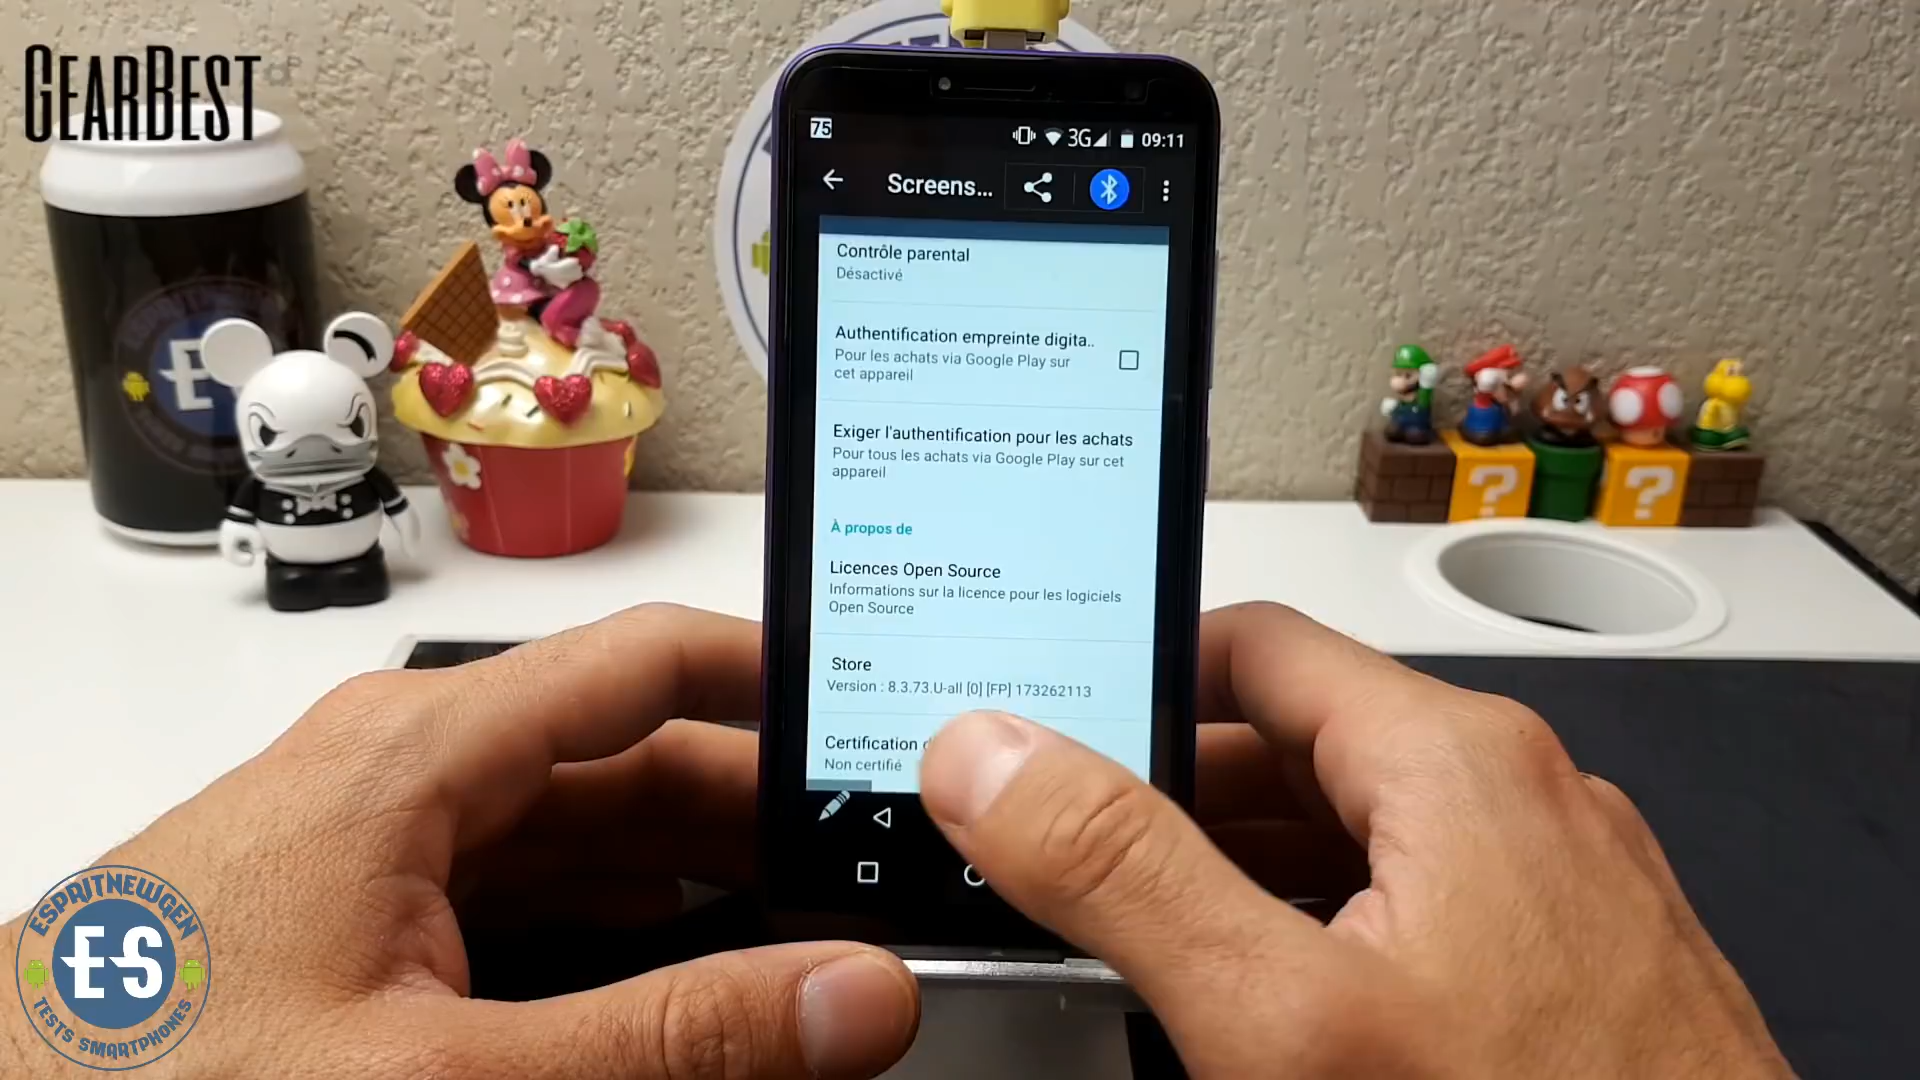 GEARBEST
75
3G
09:11
Screens...
Contrôle parental
Désactivé
Authentification empreinte digita..
Pour les achats via Google Play sur
cet appareil
Exiger l'authentification pour les achats
Pour tous les achats via Google Play sur cet
appareil
À propos de
Licences Open Source
Informations sur la licence pour les logiciels
Open Source
Store
Version : 8.3.73.U-all [0] [FP] 173262113
Certification
Non certifié
?
?
ESPRITNEWGEN
ES
TESTS SMARTPHONES